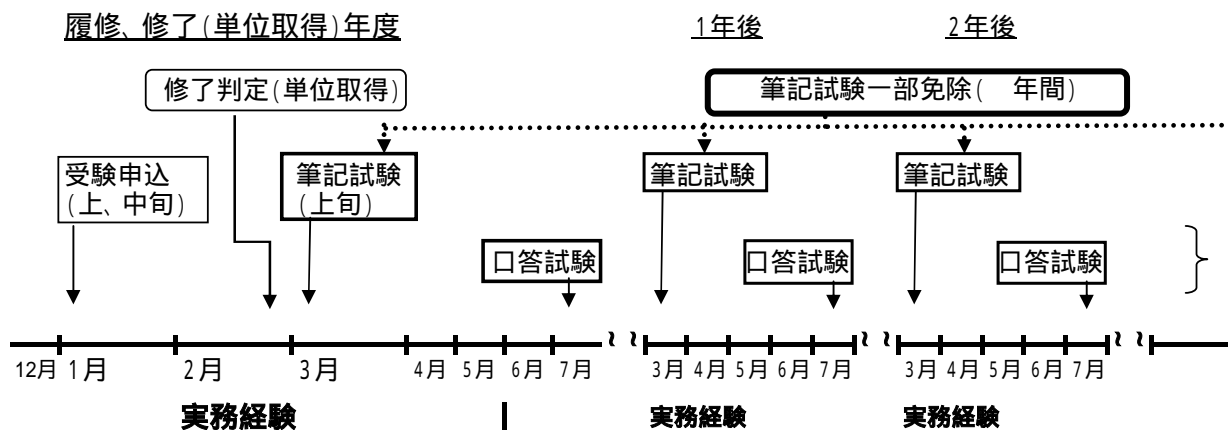 履修、修了(単位取得)年度
1年後
2年後
修了判定(単位取得)
筆記試験一部免除(　年間)
受験申込
(上、中旬)
筆記試験
(上旬)
筆記試験
筆記試験
口答試験
口答試験
口答試験
12月 1月 2月 3月 4月 5月 6月 7月 3月 4月 5月 6月 7月 3月 4月 5月 6月 7月
実務経験 実務経験 実務経験